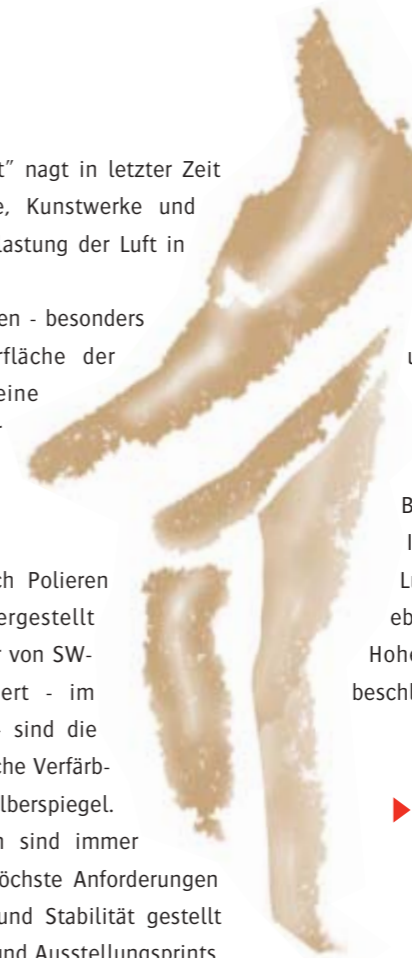 t" nagt in letzter Zeit
e, Kunstwerke und
lastung der Luft in
en - besonders
rfläche der
eine
ch Polieren
ergestellt
r von SW-
ert - im
sind die
che Verfärb-
lberspiegel.
n sind immer
öchste Anforderungen
und Stabilität gestellt
und Ausstellungsprints
u
B
I
L
eb
Hohe
beschl